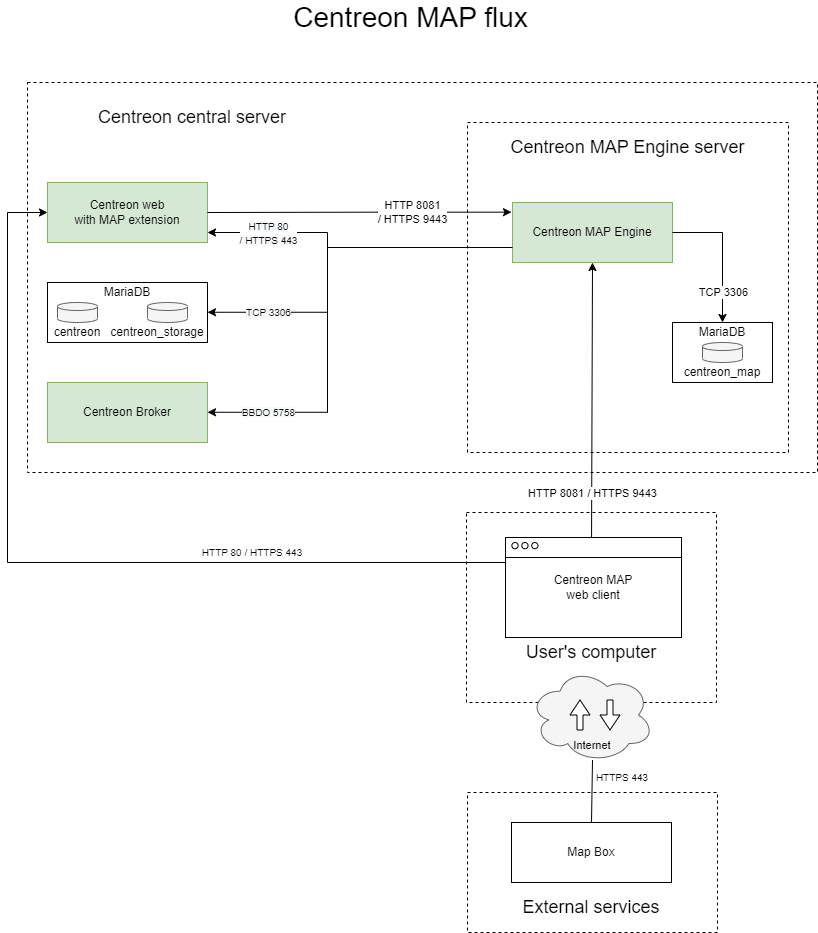 Centreon MAP flux
Centreon central server
Centreon MAP Engine server
Centreon web
with MAP extension
HTTP 8081
/ HTTPS 9443
HTTP 80
/ HTTPS 443
Centreon MAP Engine
MariaDB
centreon
centreon_storage
TCP 3306
TCP 3306
MariaDB
centreon_map
Centreon Broker
BBDO 5758
HTTP 8081 / HTTPS 9443
HTTP 80 / HTTPS 443
Centreon MAP
web client
User's computer
Internet
HTTPS 443
Map Box
External services